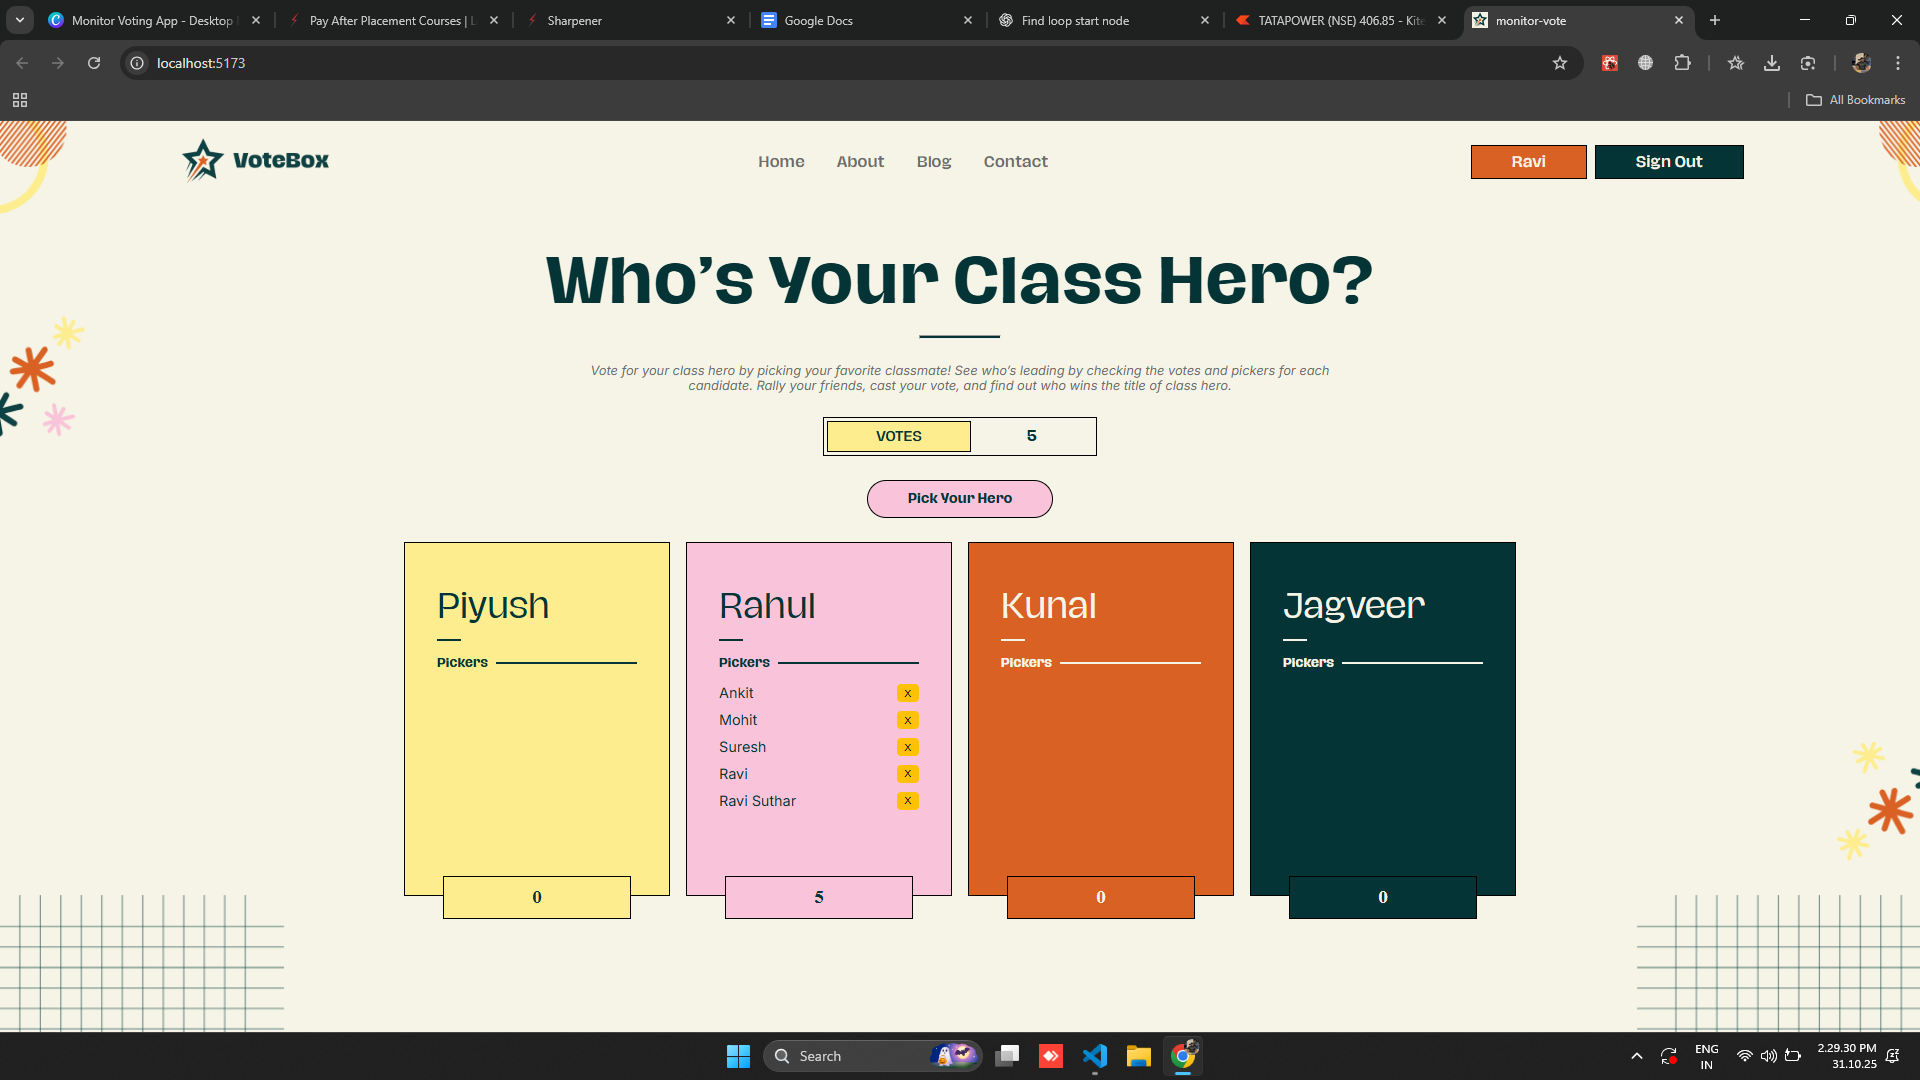 Monitor Voting App - Desktop
Pay After Placement Courses |
Sharpener
Google Docs
Find loop start node
TATAPOWER (NSE) 406.85 - Kite
monitor-vote
localhost:5173
All Bookmarks
VoteBox
Home
About
Blog
Contact
Ravi
Sign Out
Who's Your Class Hero?
Vote for your class hero by picking your favorite classmate! See who's leading by checking the votes and pickers for each
candidate. Rally your friends, cast your vote, and find out who wins the title of class hero.
VOTES 5
Pick Your Hero
Piyush
Pickers
0
Rahul
Pickers
Ankit X
Mohit X
Suresh X
Ravi X
Ravi Suthar X
5
Kunal
Pickers
0
Jagveer
Pickers
0
Search
ENG
IN
2.29.30 PM
31.10.25